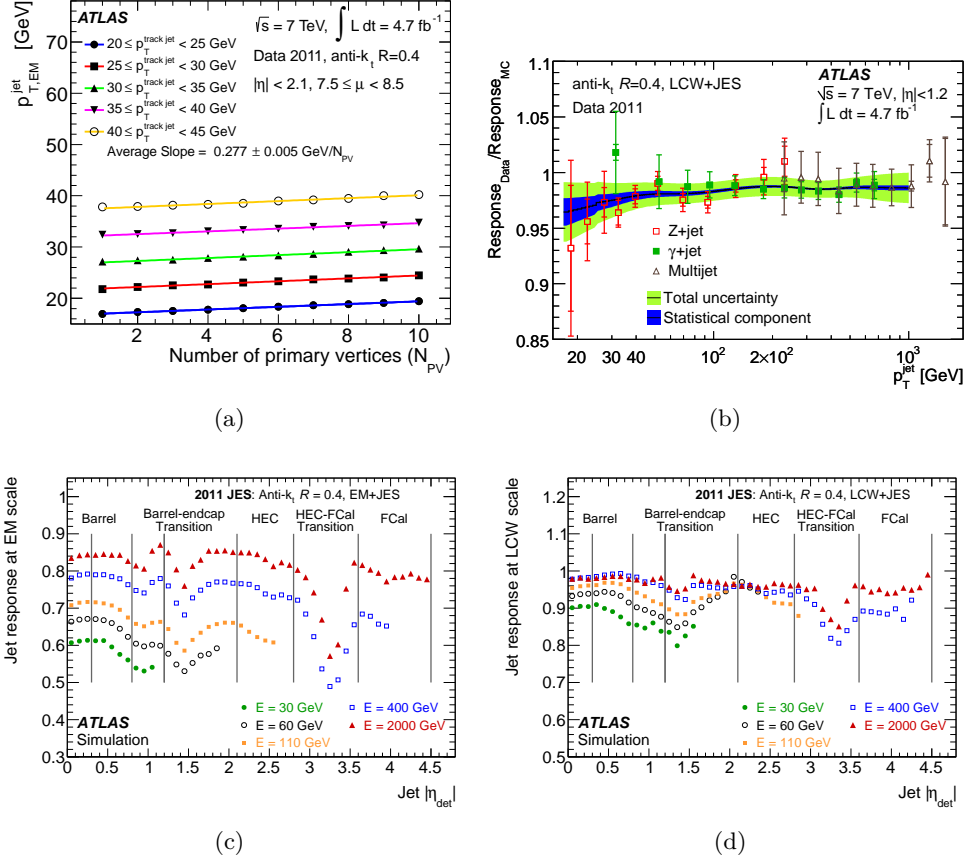 ATLAS
√s = 7 TeV, ∫ L dt = 4.7 fb⁻¹
Data 2011, anti-k_t R=0.4
|η| < 2.1, 7.5 ≤ μ < 8.5
20 ≤ p_T^track jet < 25 GeV
25 ≤ p_T^track jet < 30 GeV
30 ≤ p_T^track jet < 35 GeV
35 ≤ p_T^track jet < 40 GeV
40 ≤ p_T^track jet < 45 GeV
Average Slope = 0.277 ± 0.005 GeV/N_PV
p_T,EM^jet [GeV]
80
70
60
50
40
30
20
2 4 6 8 10
Number of primary vertices (N_PV)
(a)
anti-k_t R=0.4, LCW+JES
Data 2011
ATLAS
√s = 7 TeV, |η|<1.2
∫ L dt = 4.7 fb⁻¹
Response_Data/Response_MC
1.1
1.05
1
0.95
0.9
0.85
Z+jet
γ+jet
Multijet
Total uncertainty
Statistical component
20 30 40 10² 2×10² 10³
p_T^jet [GeV]
(b)
2011 JES: Anti-k_t R = 0.4, EM+JES
Barrel
Barrel-endcap
Transition
HEC
HEC-FCal
Transition
FCal
Jet response at EM scale
1
0.9
0.8
0.7
0.6
0.5
0.4
0.3
ATLAS
Simulation
E = 30 GeV
E = 60 GeV
E = 110 GeV
E = 400 GeV
E = 2000 GeV
0 0.5 1 1.5 2 2.5 3 3.5 4 4.5
Jet |η_det|
(c)
2011 JES: Anti-k_t R = 0.4, LCW+JES
Barrel
Barrel-endcap
Transition
HEC
HEC-FCal
Transition
FCal
Jet response at LCW scale
1.2
1.1
1
0.9
0.8
0.7
0.6
0.5
ATLAS
Simulation
E = 30 GeV
E = 60 GeV
E = 110 GeV
E = 400 GeV
E = 2000 GeV
0 0.5 1 1.5 2 2.5 3 3.5 4 4.5
Jet |η_det|
(d)